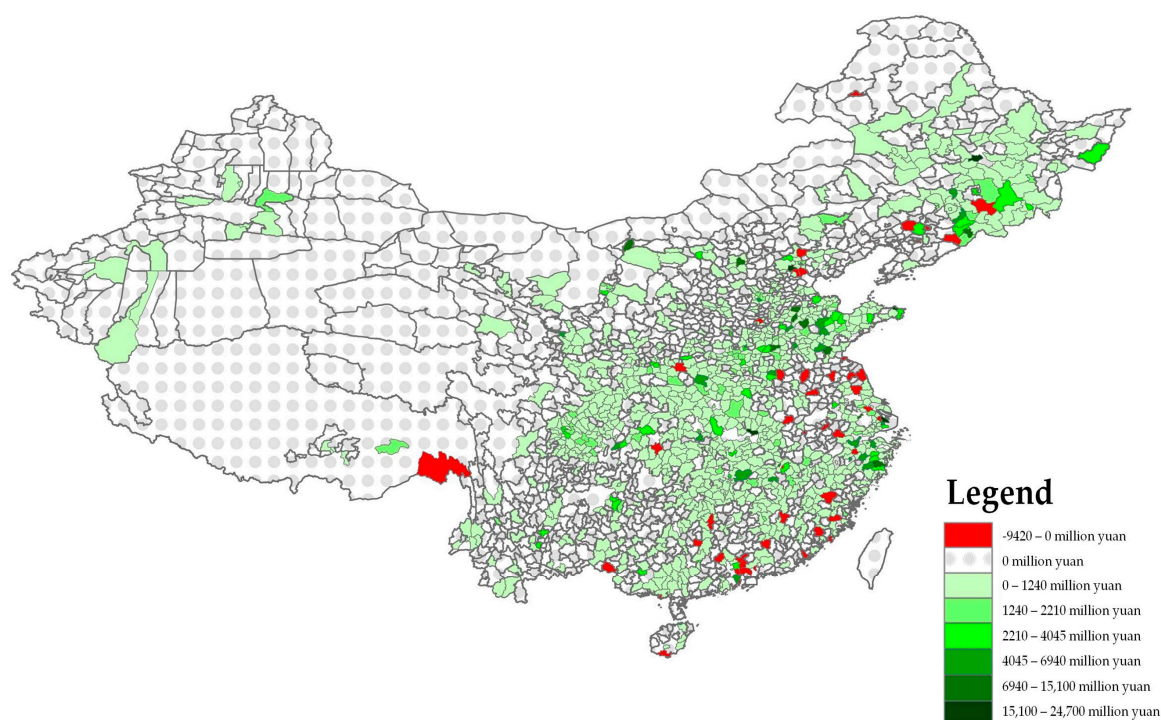 Legend
-9420 – 0 million yuan
0 million yuan
0 – 1240 million yuan
1240 – 2210 million yuan
2210 – 4045 million yuan
4045 – 6940 million yuan
6940 – 15,100 million yuan
15,100 – 24,700 million yuan